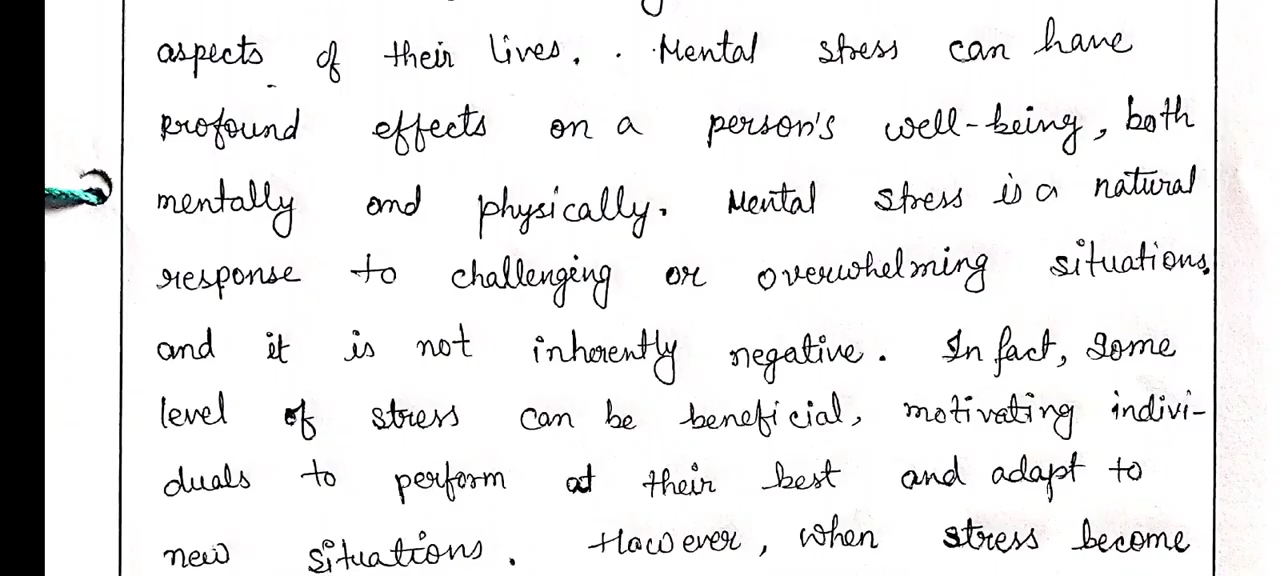 aspects of their lives. . Mental stress can have
profound effects on a person's well-being, both
mentally and physically. Mental stress is a natural
response to challenging or overwhelming situations,
and it is not inherently negative. In fact, some
level of stress can be beneficial, motivating indivi-
duals to perform at their best and adapt to
new situations. However, when stress become